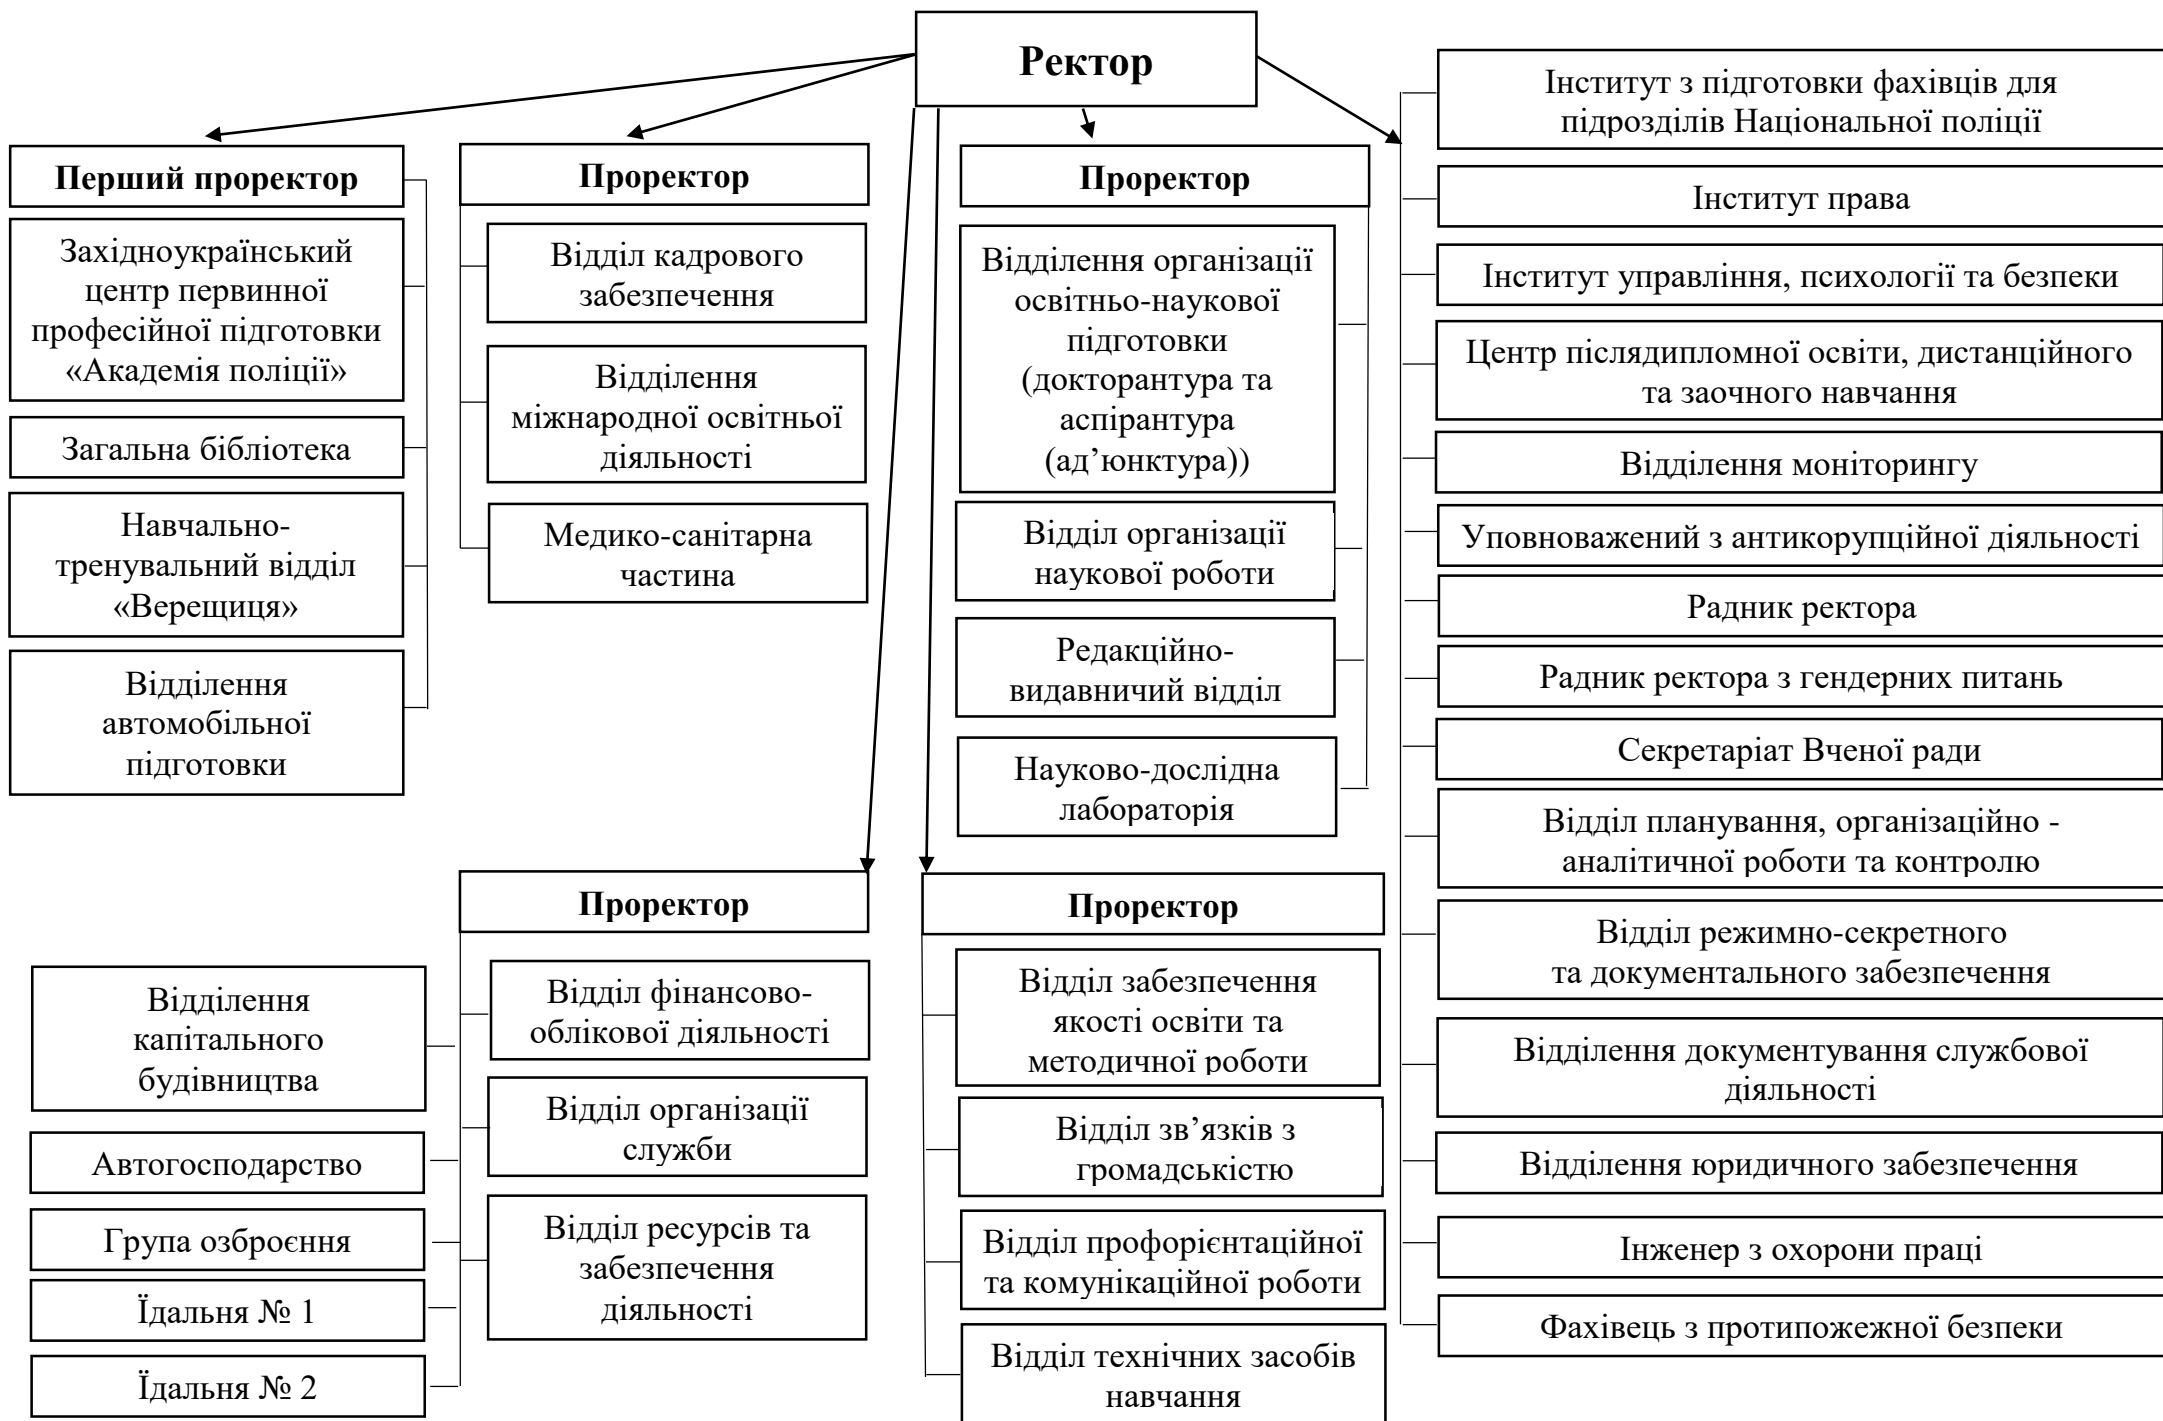 Ректор
Перший проректор
Західноукраїнський
центр первинної
професійної підготовки
«Академія поліції»
Загальна бібліотека
Навчально-
тренувальний відділ
«Верещиця»
Відділення
автомобільної
підготовки
Проректор
Відділ кадрового
забезпечення
Відділення
міжнародної освітньої
діяльності
Медико-санітарна
частина
Проректор
Відділення організації
освітньо-наукової
підготовки
(докторантура та
аспірантура
(ад’юнктура))
Відділ організації
наукової роботи
Редакційно-
видавничий відділ
Науково-дослідна
лабораторія
Проректор
Відділення
капітального
будівництва
Автогосподарство
Група озброєння
Їдальня № 1
Їдальня № 2
Відділ фінансово-
облікової діяльності
Відділ організації
служби
Відділ ресурсів та
забезпечення
діяльності
Проректор
Відділ забезпечення
якості освіти та
методичної роботи
Відділ зв’язків з
громадськістю
Відділ профорієнтаційної
та комунікаційної роботи
Відділ технічних засобів
навчання
Інститут з підготовки фахівців для
підрозділів Національної поліції
Інститут права
Інститут управління, психології та безпеки
Центр післядипломної освіти, дистанційного
та заочного навчання
Відділення моніторингу
Уповноважений з антикорупційної діяльності
Радник ректора
Радник ректора з гендерних питань
Секретаріат Вченої ради
Відділ планування, організаційно -
аналітичної роботи та контролю
Відділ режимно-секретного
та документального забезпечення
Відділення документування службової
діяльності
Відділення юридичного забезпечення
Інженер з охорони праці
Фахівець з протипожежної безпеки